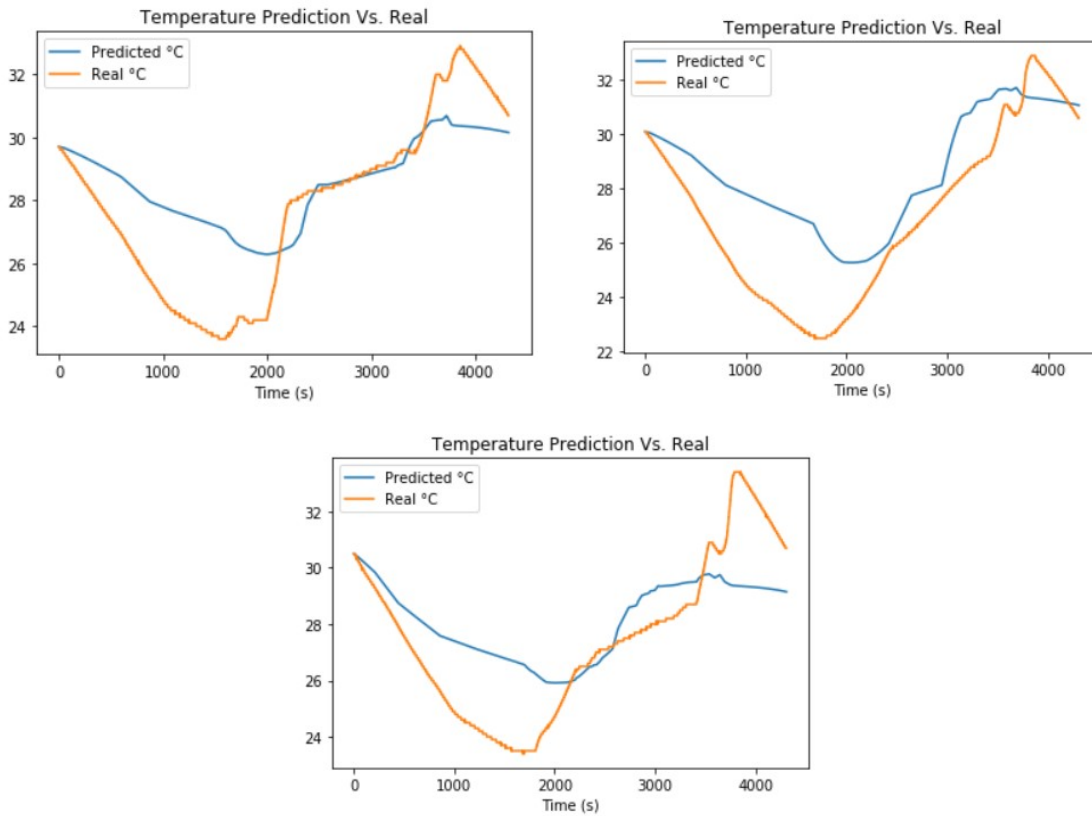 Temperature Prediction Vs. Real
Predicted °C
Real °C
32
30
28
26
24
0 1000 2000 3000 4000
Time (s)
Temperature Prediction Vs. Real
Predicted °C
Real °C
32
30
28
26
24
22
0 1000 2000 3000 4000
Time (s)
Temperature Prediction Vs. Real
Predicted °C
Real °C
32
30
28
26
24
0 1000 2000 3000 4000
Time (s)